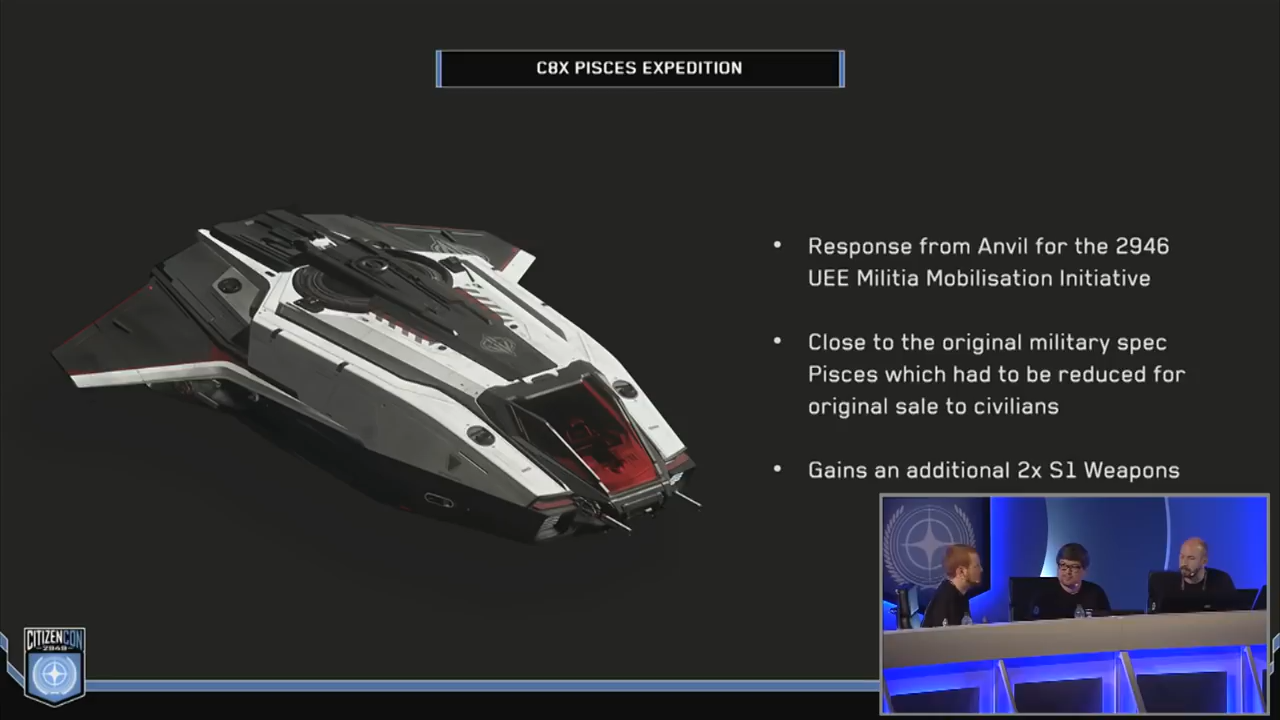 C8X PISCES EXPEDITION
• Response from Anvil for the 2946
UEE Militia Mobilisation Initiative
• Close to the original military spec
Pisces which had to be reduced for
original sale to civilians
• Gains an additional 2x S1 Weapons
CITIZENCON
2949